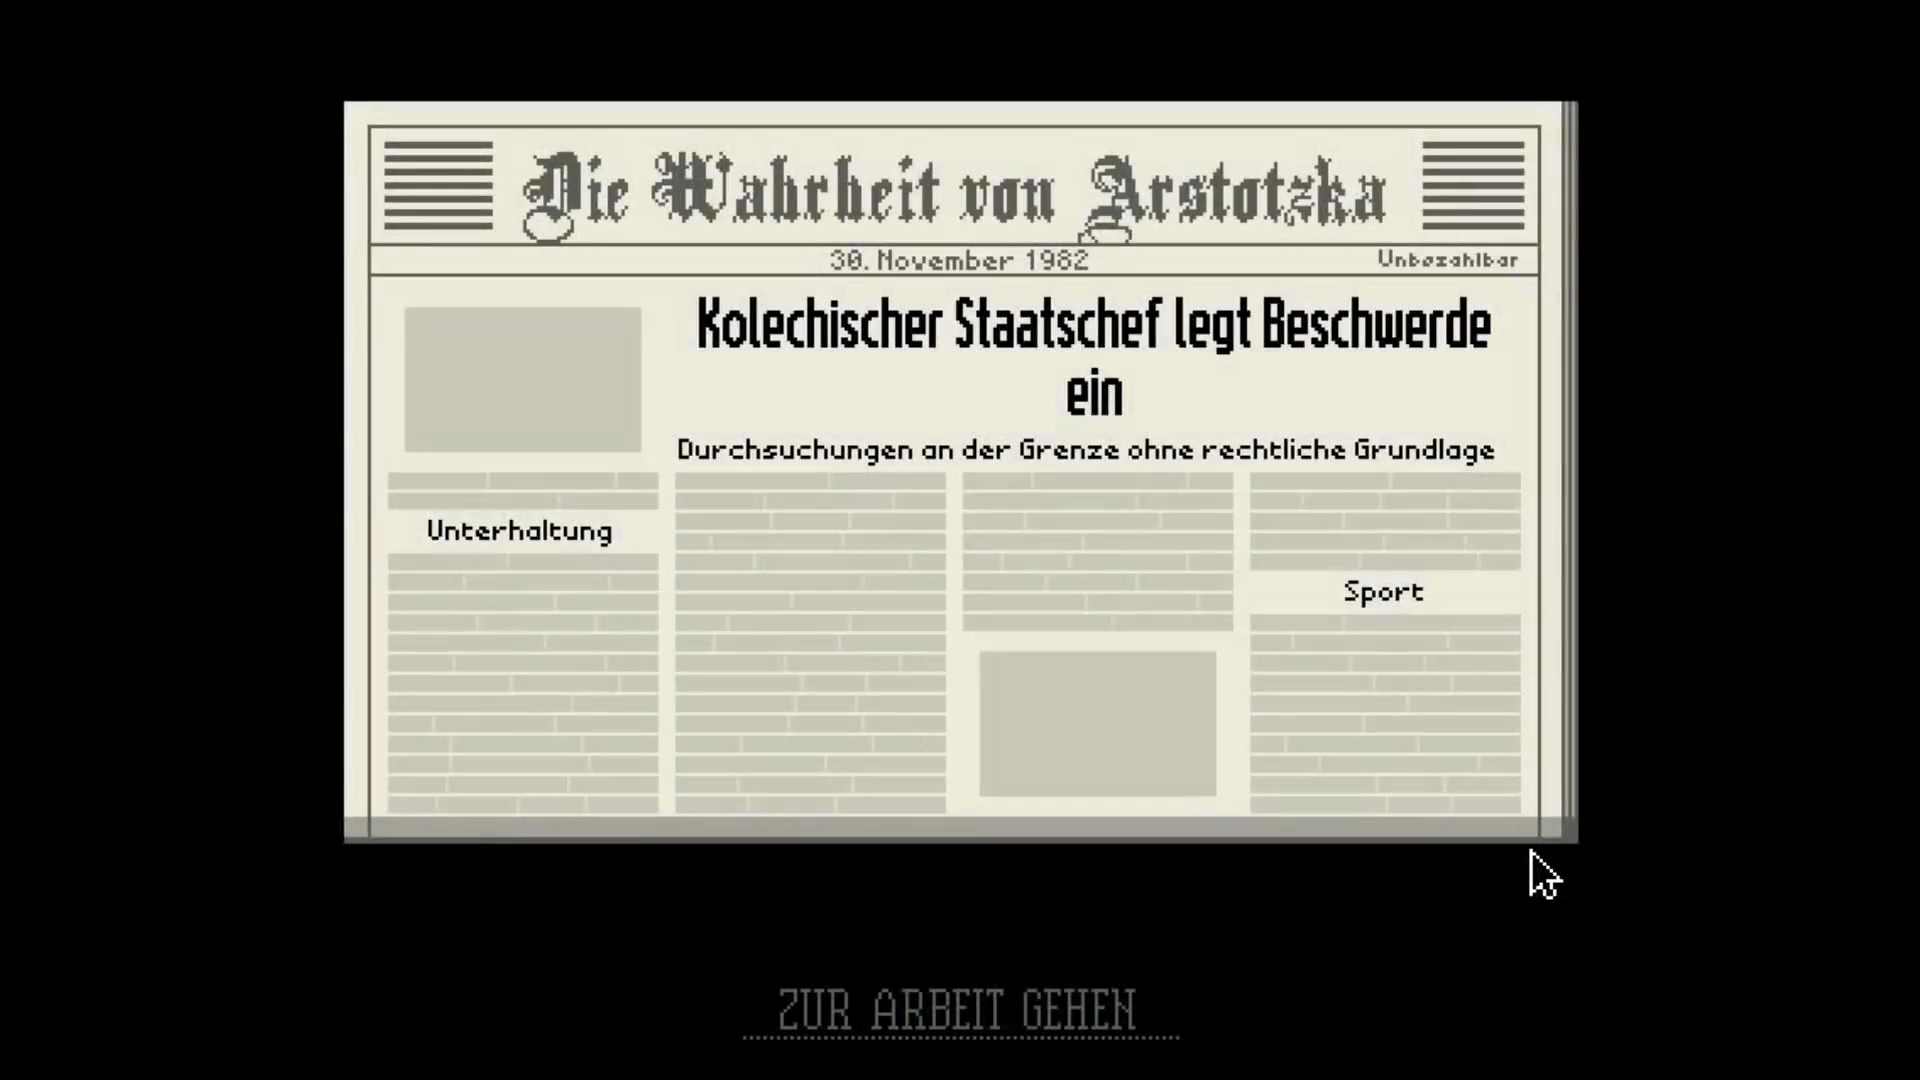 Die Wahrheit von Arstotzka
30. November 1982
Unbezahlbar
Kolechischer Staatschef legt Beschwerde
ein
Durchsuchungen an der Grenze ohne rechtliche Grundlage
Unterhaltung
Sport
ZUR ARBEIT GEHEN